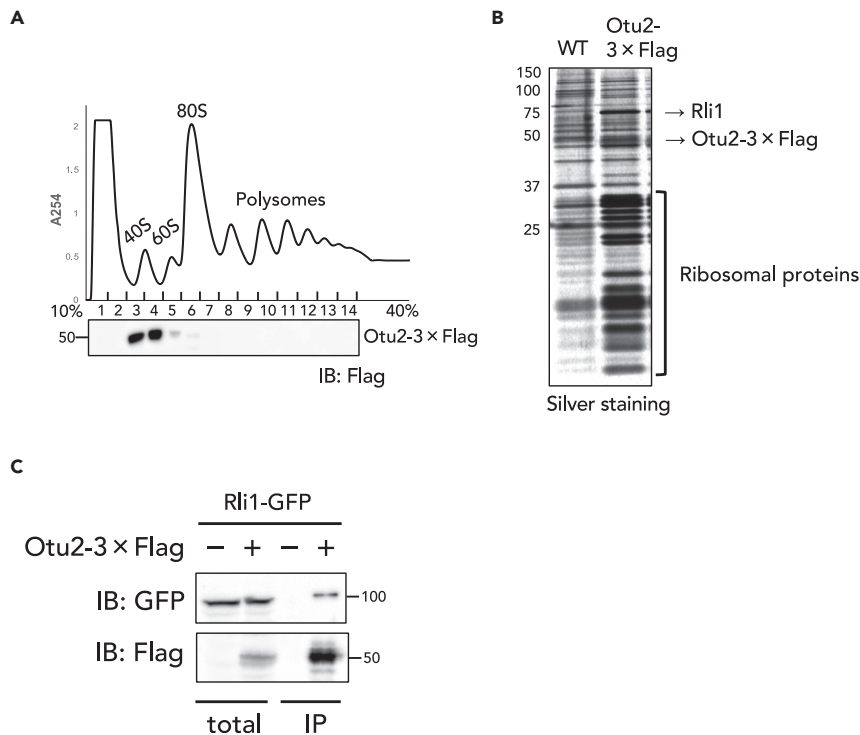 A
80S
2
1.5
1
0.5
0
A254
40S
60S
Polysomes
10% 1 2 3 4 5 6 7 8 9 10 11 12 13 14 40%
50 Otu2-3×Flag
IB: Flag
B
Otu2-
WT 3×Flag
150
100
75 → Rli1
50 → Otu2-3×Flag
37
25
Ribosomal proteins
Silver staining
C
Rli1-GFP
Otu2-3×Flag − + − +
IB: GFP 100
IB: Flag 50
total IP